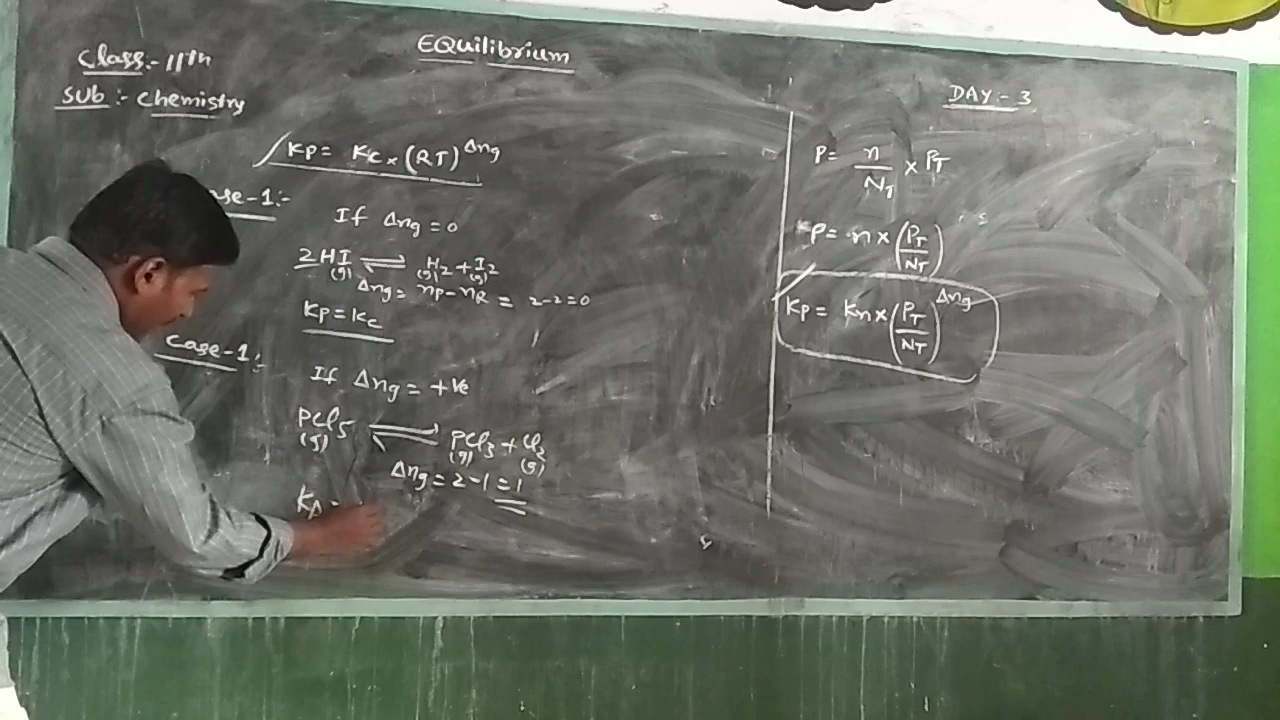 EQuilibrium
Class:- 11th
Sub :- Chemistry
KP = Kc × (RT)^Δng
If Δng = 0
2HI(g) ⇌ H2(g) + I2(g)
Δng = nP - nR = 2-2=0
KP = Kc
Case-1:-
If Δng = +ve
PCl5(g) ⇌ PCl3(g) + Cl2(g)
Δng = 2-1 = 1
DAY:- 3
P = n/NT × PT
P = n × (PT/NT)
KP = Kn × (PT/NT)^Δng